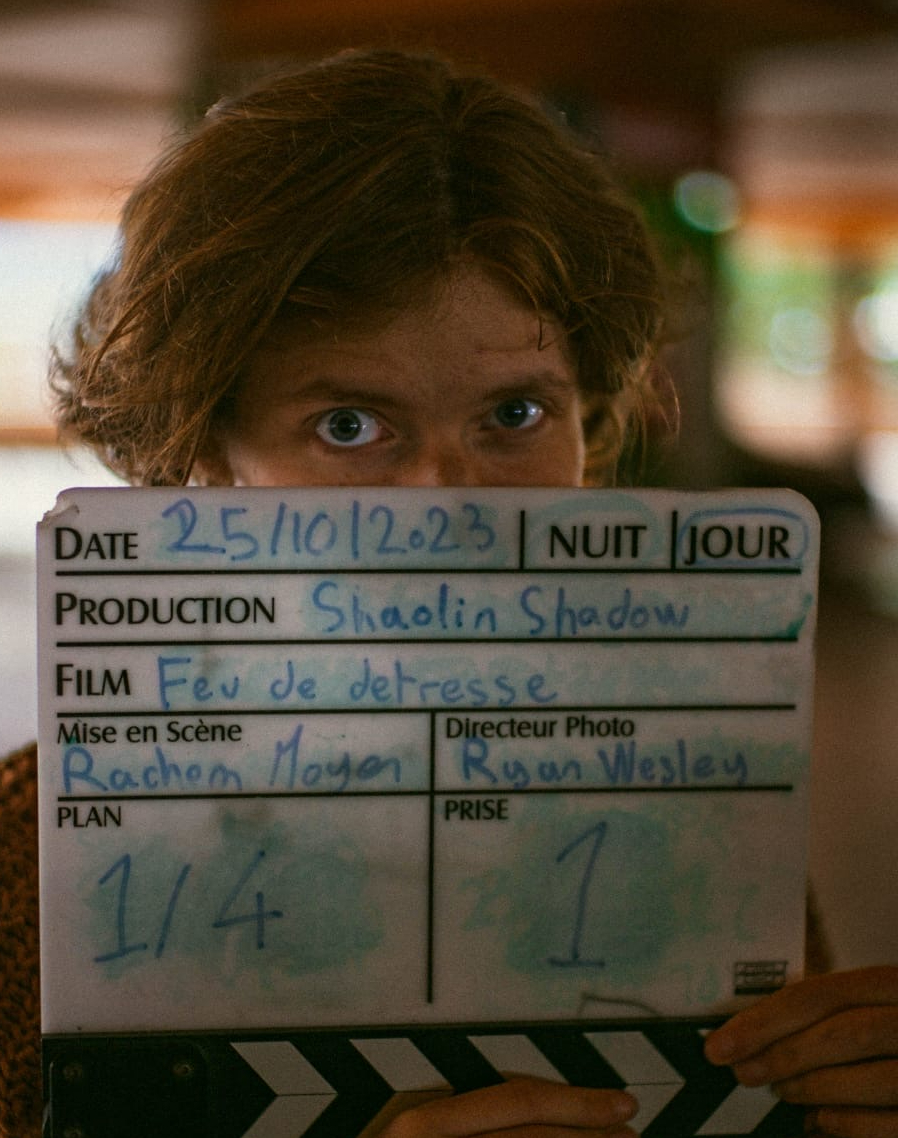 DATE 25/10/2023 NUIT JOUR
PRODUCTION Shaolin Shadow
FILM Feu de detresse
Mise en Scène Directeur Photo
Rachem Moyen Ryan Wesley
PLAN PRISE
1/4 1